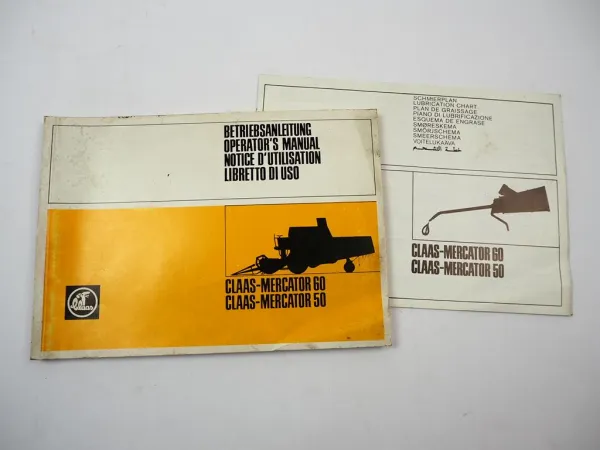 BETRIEBSANLEITUNG
OPERATOR'S MANUAL
NOTICE D'UTILISATION
LIBRETTO DI USO
CLAAS-MERCATOR 60
CLAAS-MERCATOR 50
Claas
SCHMIERPLAN
LUBRICATION CHART
PLAN DE GRAISSAGE
PIANO DI LUBRIFICAZIONE
ESQUEMA DE ENGRASE
SMØRESKEMA
SMÖRJSCHEMA
SMEERSCHEMA
VOITELUKAAVA
CLAAS-MERCATOR 60
CLAAS-MERCATOR 50